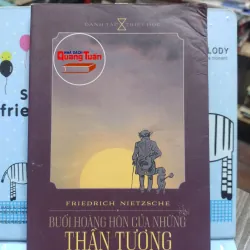 DANH TÁC TRIẾT HỌC
NHÀ SÁCH
Quang Tuấn
FRIEDRICH NIETZSCHE
BUỔI HOÀNG HÔN CỦA NHỮNG
THẦN TƯỢNG
S
frie
LODY